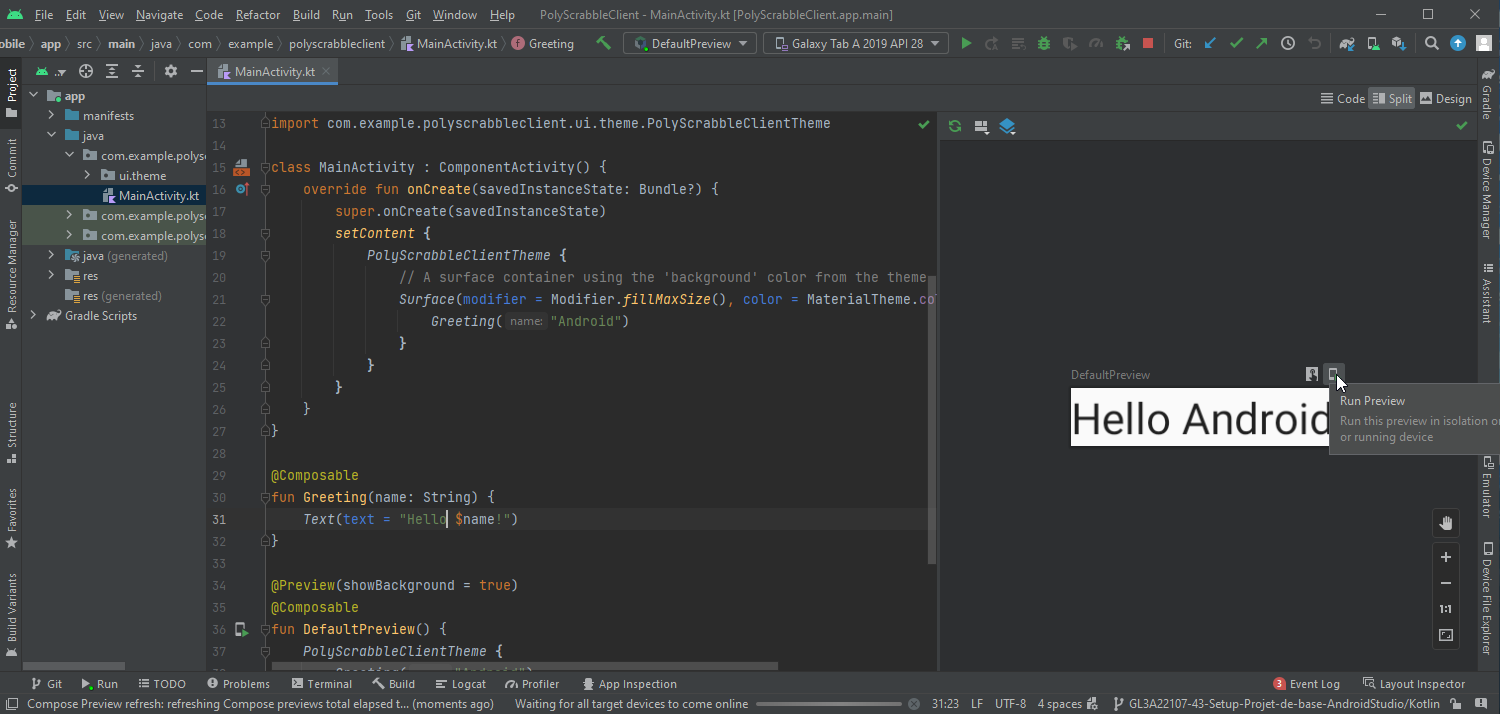 File Edit View Navigate Code Refactor Build Run Tools Git Window Help PolyScrabbleClient - MainActivity.kt [PolyScrabbleClient.app.main]
obile app src main java com example polyscrabbleclient MainActivity.kt Greeting DefaultPreview Galaxy Tab A 2019 API 28 Git:
MainActivity.kt
Code Split Design
Project
Commit
Resource Manager
Structure
Favorites
Build Variants
app
manifests
java
com.example.polysc
ui.theme
MainActivity.kt
com.example.polysc
com.example.polysc
java (generated)
res
res (generated)
Gradle Scripts
13 import com.example.polyscrabbleclient.ui.theme.PolyScrabbleClientTheme
14
15 class MainActivity : ComponentActivity() {
16 override fun onCreate(savedInstanceState: Bundle?) {
17 super.onCreate(savedInstanceState)
18 setContent {
19 PolyScrabbleClientTheme {
20 // A surface container using the 'background' color from the theme
21 Surface(modifier = Modifier.fillMaxSize(), color = MaterialTheme.co
22 Greeting( name: "Android")
23 }
24 }
25 }
26 }
27 }
28
29 @Composable
30 fun Greeting(name: String) {
31 Text(text = "Hello $name!")
32 }
33
34 @Preview(showBackground = true)
35 @Composable
36 fun DefaultPreview() {
37 PolyScrabbleClientTheme {
DefaultPreview
Hello Android
Run Preview
Run this preview in isolation o
or running device
1:1
Gradle
Device Manager
Assistant
Emulator
Device File Explorer
Git Run TODO Problems Terminal Build Logcat Profiler App Inspection 3 Event Log Layout Inspector
Compose Preview refresh: refreshing Compose previews total elapsed t... (moments ago) Waiting for all target devices to come online 31:23 LF UTF-8 4 spaces GL3A22107-43-Setup-Projet-de-base-AndroidStudio/Kotlin